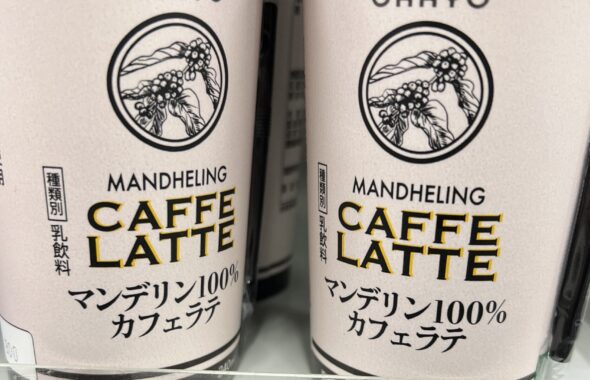 MANDHELING
CAFFE
LATTE
マンデリン100%
カフェラテ
種類別 乳飲料
OHAYO
MANDHELING
CAFFE
LATTE
マンデリン100%
カフェラテ
種類別 乳飲料